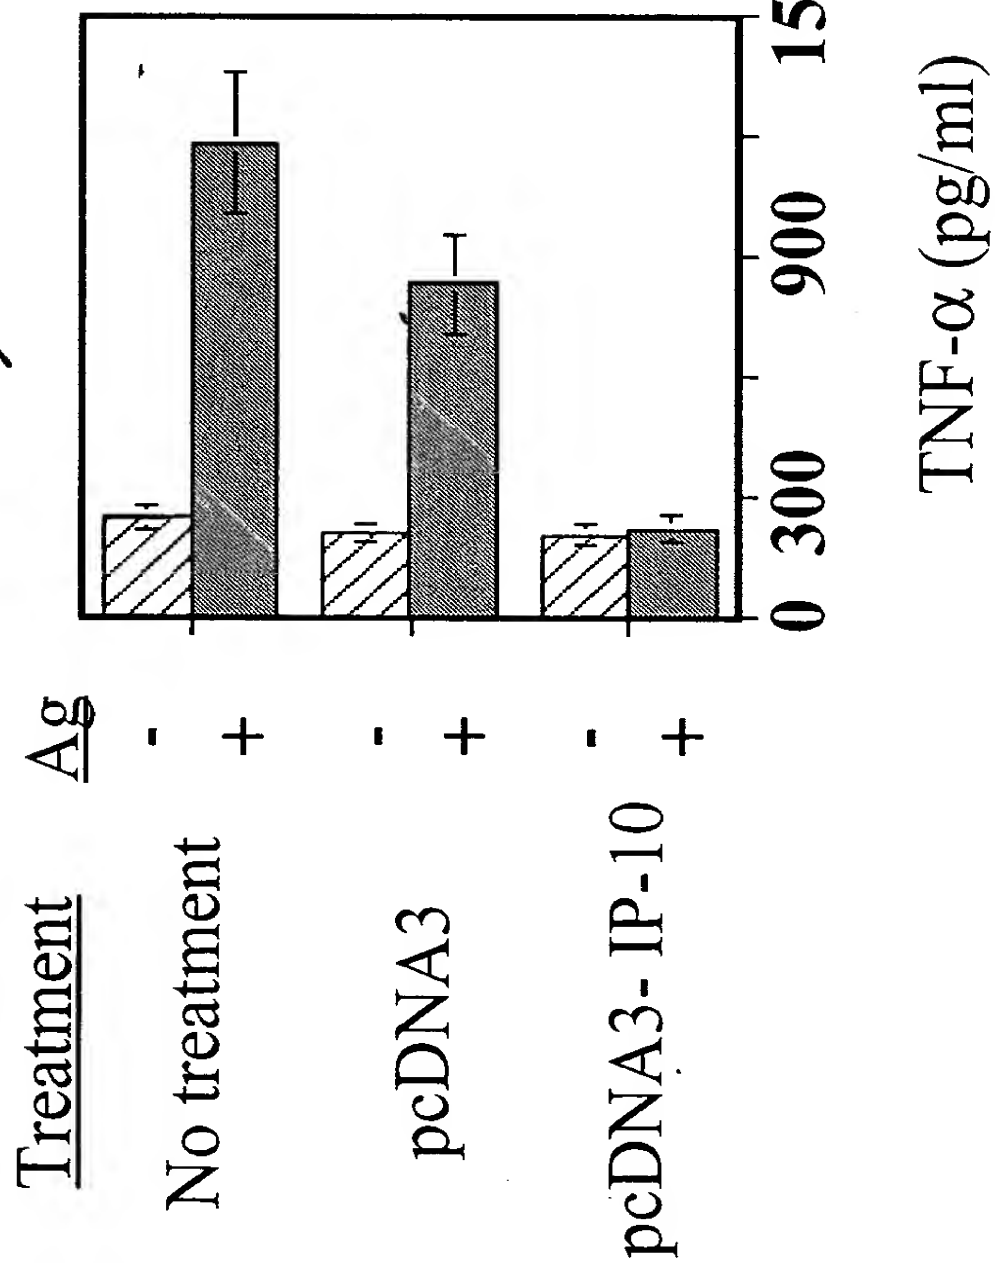 Treatment Ag
No treatment -
+
pcDNA3 -
+
pcDNA3- IP-10 -
+
0 300 900 15
TNF-α (pg/ml)